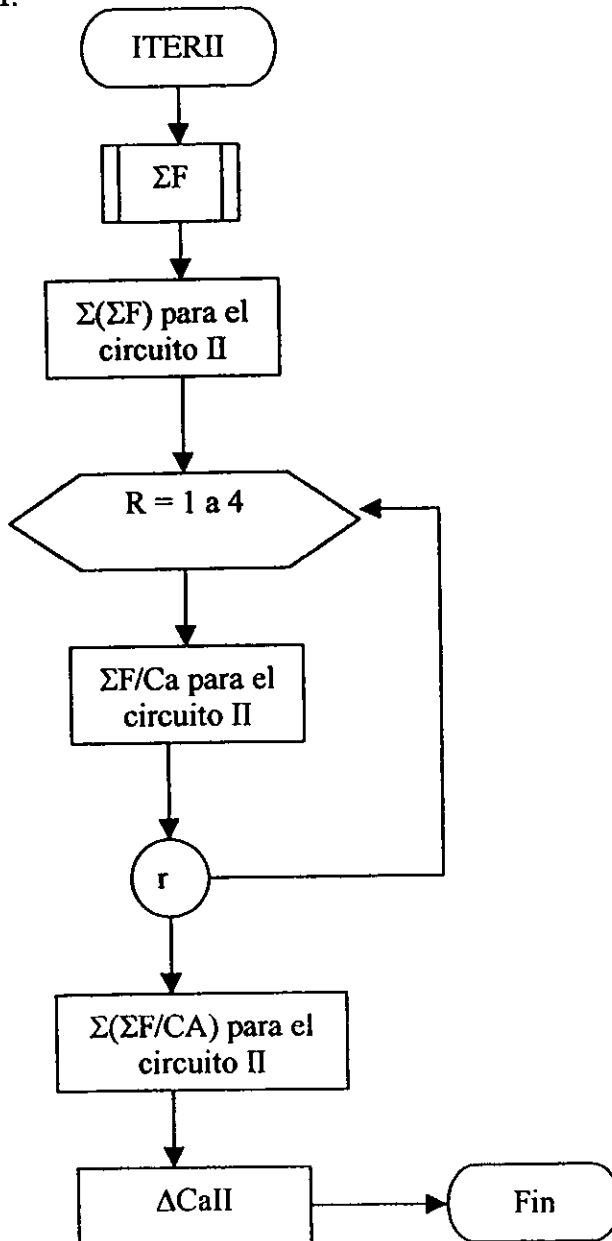 ITERII
ΣF
Σ(ΣF) para el
circuito II
R = 1 a 4
ΣF/Ca para el
circuito II
r
Σ(ΣF/CA) para el
circuito II
ΔCaII
Fin